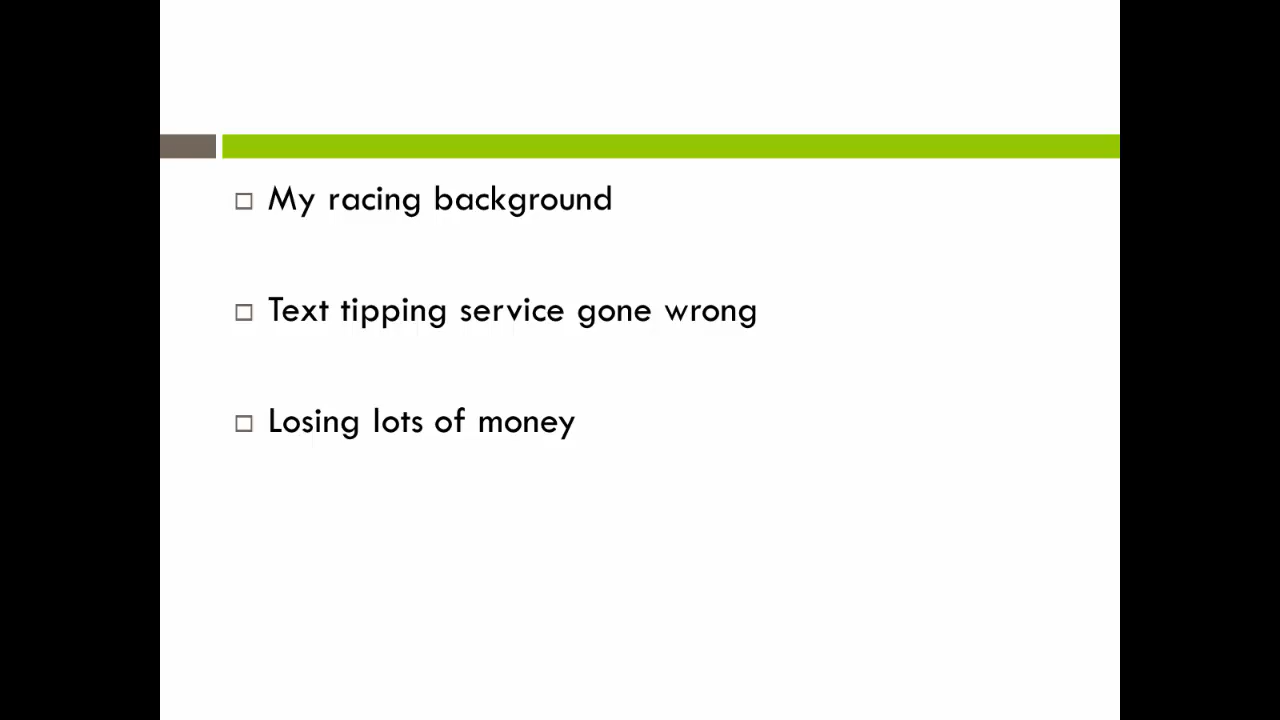 My racing background
Text tipping service gone wrong
Losing lots of money